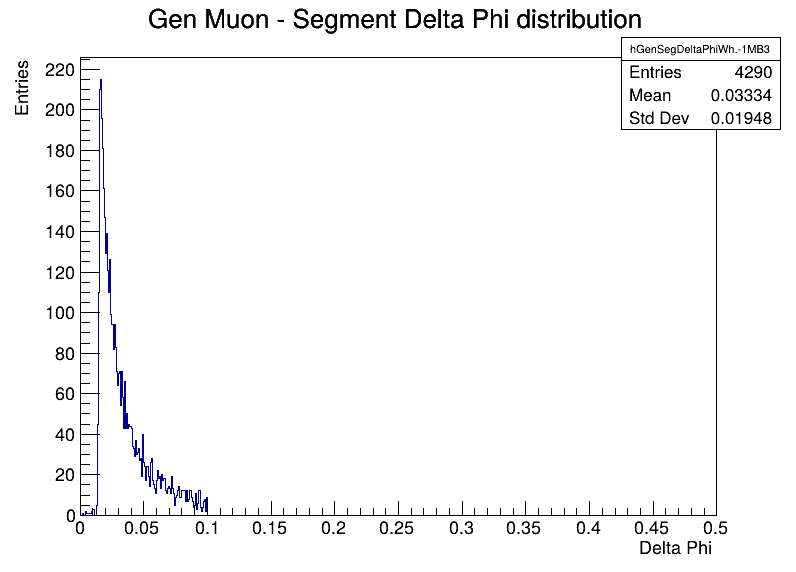 Gen Muon - Segment Delta Phi distribution
hGenSegDeltaPhiWh.-1MB3
Entries 4290
Mean 0.03334
Std Dev 0.01948
Entries
220
200
180
160
140
120
100
80
60
40
20
0
0 0.05 0.1 0.15 0.2 0.25 0.3 0.35 0.4 0.45 0.5
Delta Phi